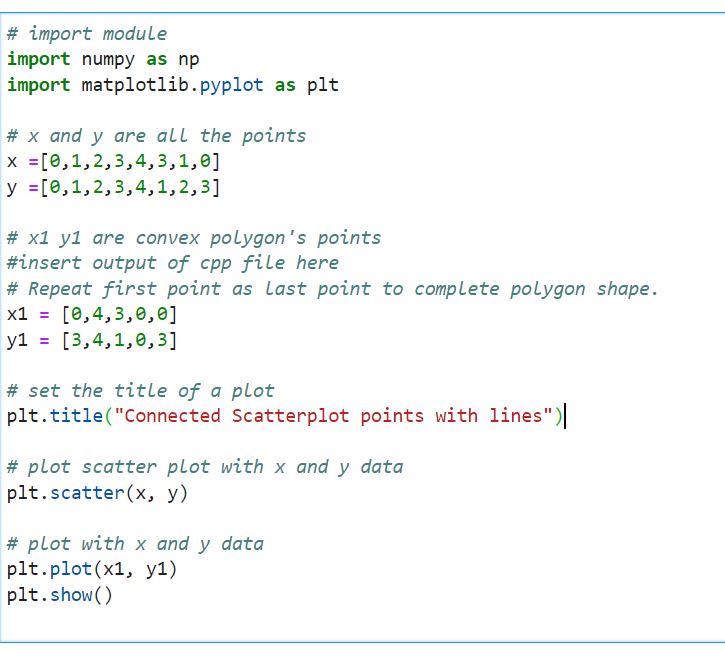 # import module
import numpy as np
import matplotlib.pyplot as plt
# x and y are all the points
x =[0,1,2,3,4,3,1,0]
y =[0,1,2,3,4,1,2,3]
# x1 y1 are convex polygon's points
#insert output of cpp file here
# Repeat first point as last point to complete polygon shape.
x1 = [0,4,3,0,0]
y1 = [3,4,1,0,3]
# set the title of a plot
plt.title("Connected Scatterplot points with lines")
# plot scatter plot with x and y data
plt.scatter(x, y)
# plot with x and y data
plt.plot(x1, y1)
plt.show()